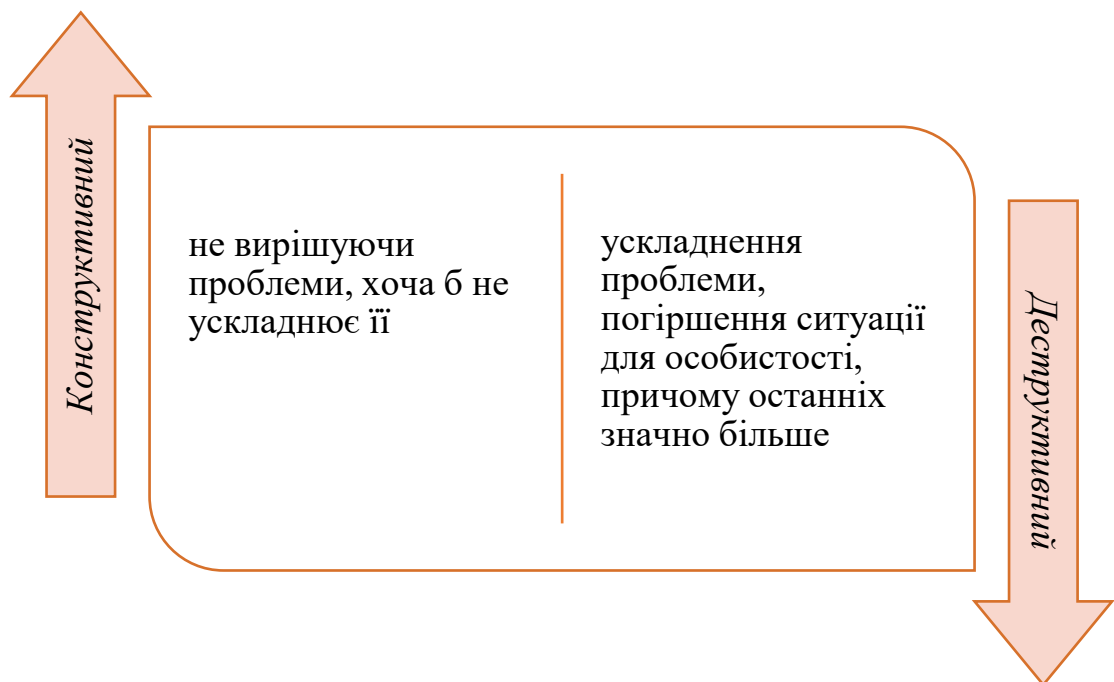 Конструктивний
не вирішуючи
проблеми, хоча б не
ускладнює її
ускладнення
проблеми,
погіршення ситуації
для особистості,
причому останніх
значно більше
Деструктивний